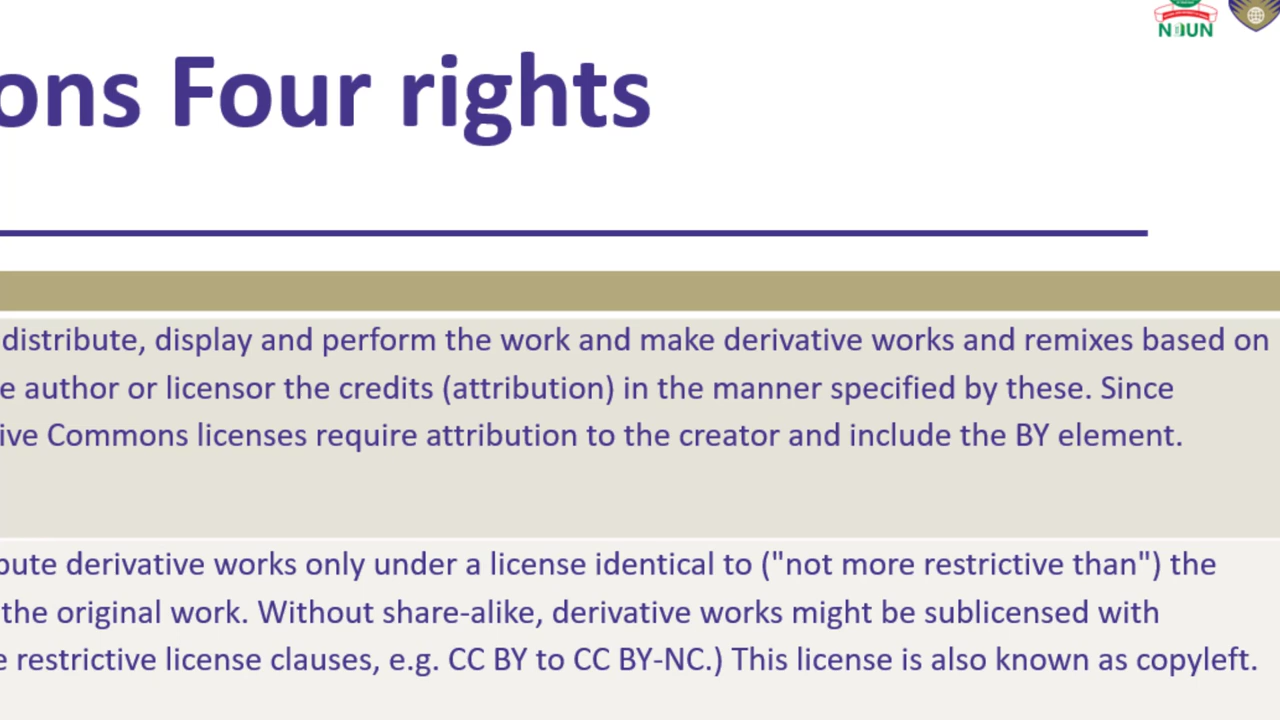 NOUN
ons Four rights
distribute, display and perform the work and make derivative works and remixes based on
e author or licensor the credits (attribution) in the manner specified by these. Since
ive Commons licenses require attribution to the creator and include the BY element.
bute derivative works only under a license identical to ("not more restrictive than") the
the original work. Without share-alike, derivative works might be sublicensed with
e restrictive license clauses, e.g. CC BY to CC BY-NC.) This license is also known as copyleft.